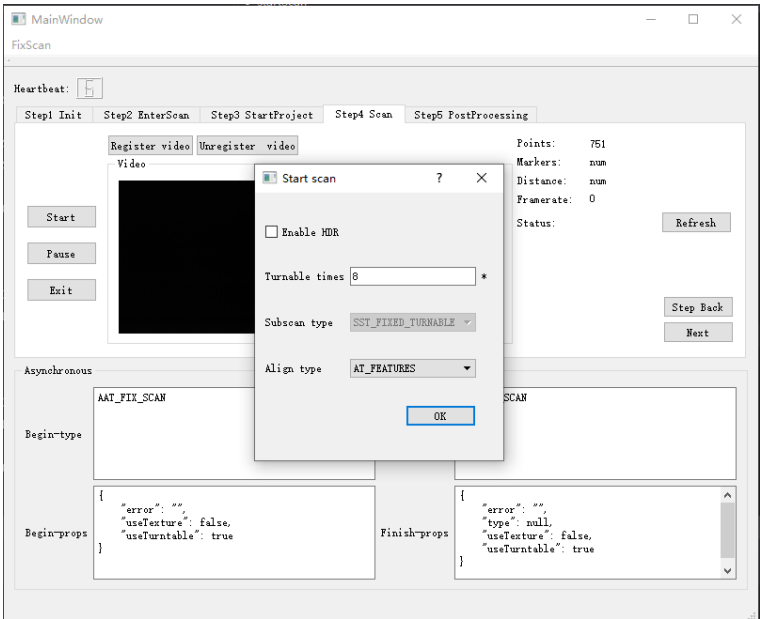 MainWindow
FixScan
Heartbeat: 6
Step1 Init Step2 EnterScan Step3 StartProject Step4 Scan Step5 PostProcessing
Register video Unregister video
Video
Points: 751
Markers: num
Distance: num
Framerate: 0
Status:
Refresh
Start
Pause
Exit
Step Back
Next
Start scan ?
Enable HDR
Turnable times 8 *
Subscan type SST_FIXED_TURNABLE
Align type AT_FEATURES
OK
Asynchronous
Begin-type
AAT_FIX_SCAN
SCAN
Begin-props
{
"error": "",
"useTexture": false,
"useTurntable": true
}
Finish-props
{
"error": "",
"type": null,
"useTexture": false,
"useTurntable": true
}